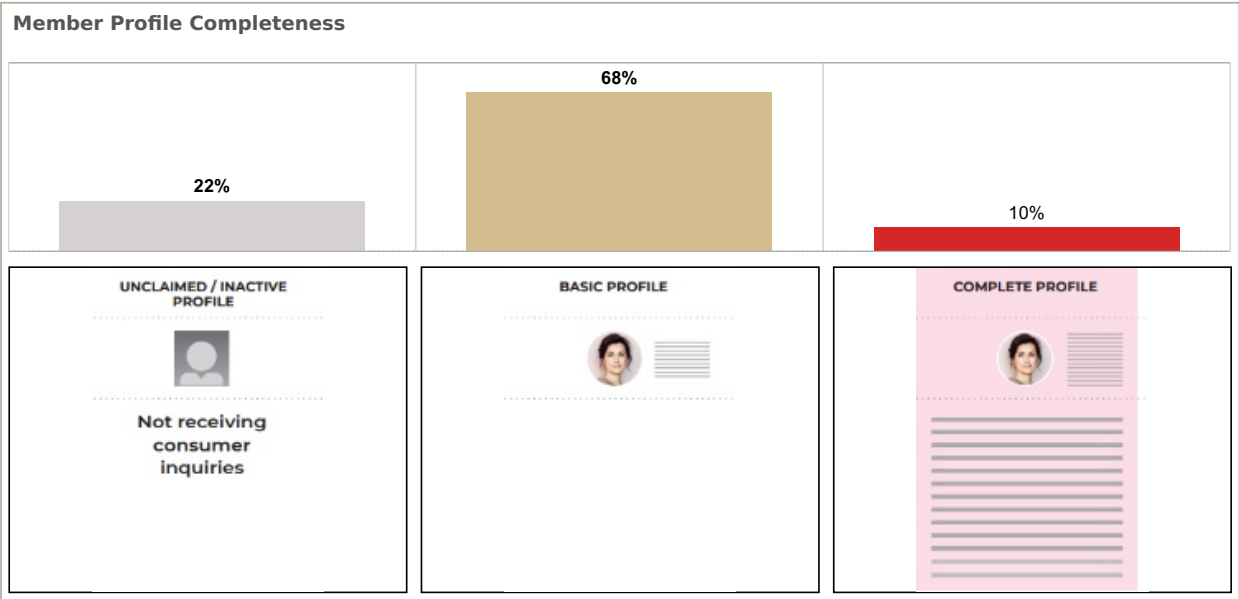 Member Profile Completeness
22%
68%
10%
UNCLAIMED / INACTIVE
PROFILE
Not receiving
consumer
inquiries
BASIC PROFILE
COMPLETE PROFILE